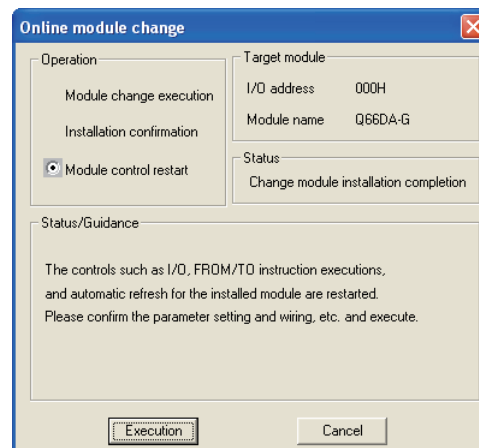 Online module change
Operation
Module change execution
Installation confirmation
Module control restart
Target module
I/O address 000H
Module name Q66DA-G
Status
Change module installation completion
Status/Guidance
The controls such as I/O, FROM/TO instruction executions,
and automatic refresh for the installed module are restarted.
Please confirm the parameter setting and wiring, etc. and execute.
Execution
Cancel